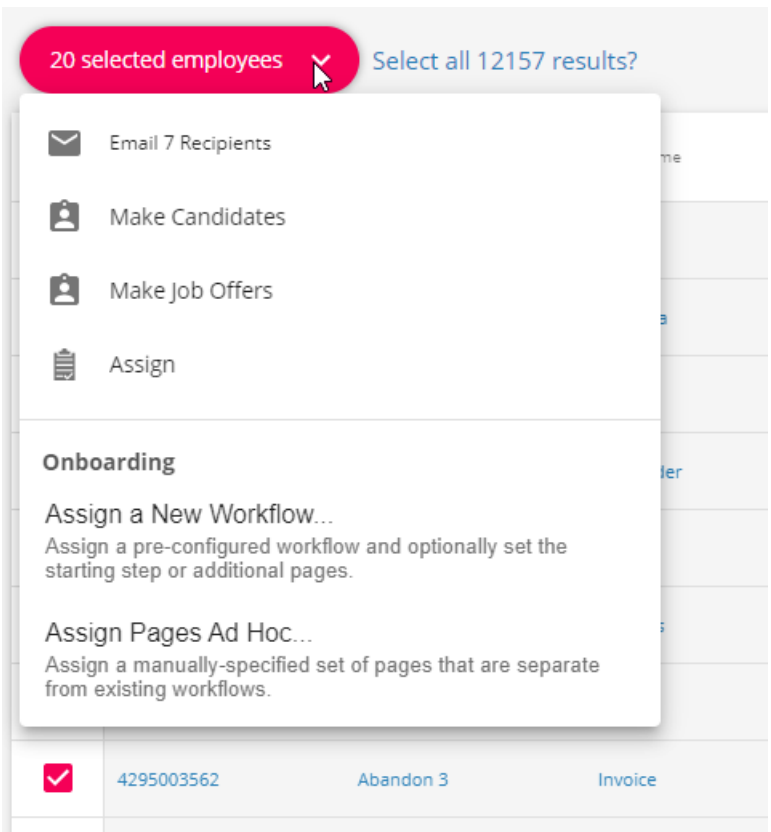 20 selected employees Select all 12157 results?
Email 7 Recipients
Make Candidates
Make Job Offers
Assign
Onboarding
Assign a New Workflow...
Assign a pre-configured workflow and optionally set the
starting step or additional pages.
Assign Pages Ad Hoc...
Assign a manually-specified set of pages that are separate
from existing workflows.
4295003562 Abandon 3 Invoice